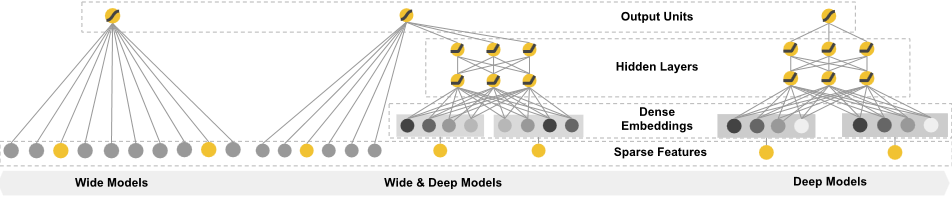 Output Units
Hidden Layers
Dense
Embeddings
Sparse Features
Wide Models
Wide & Deep Models
Deep Models